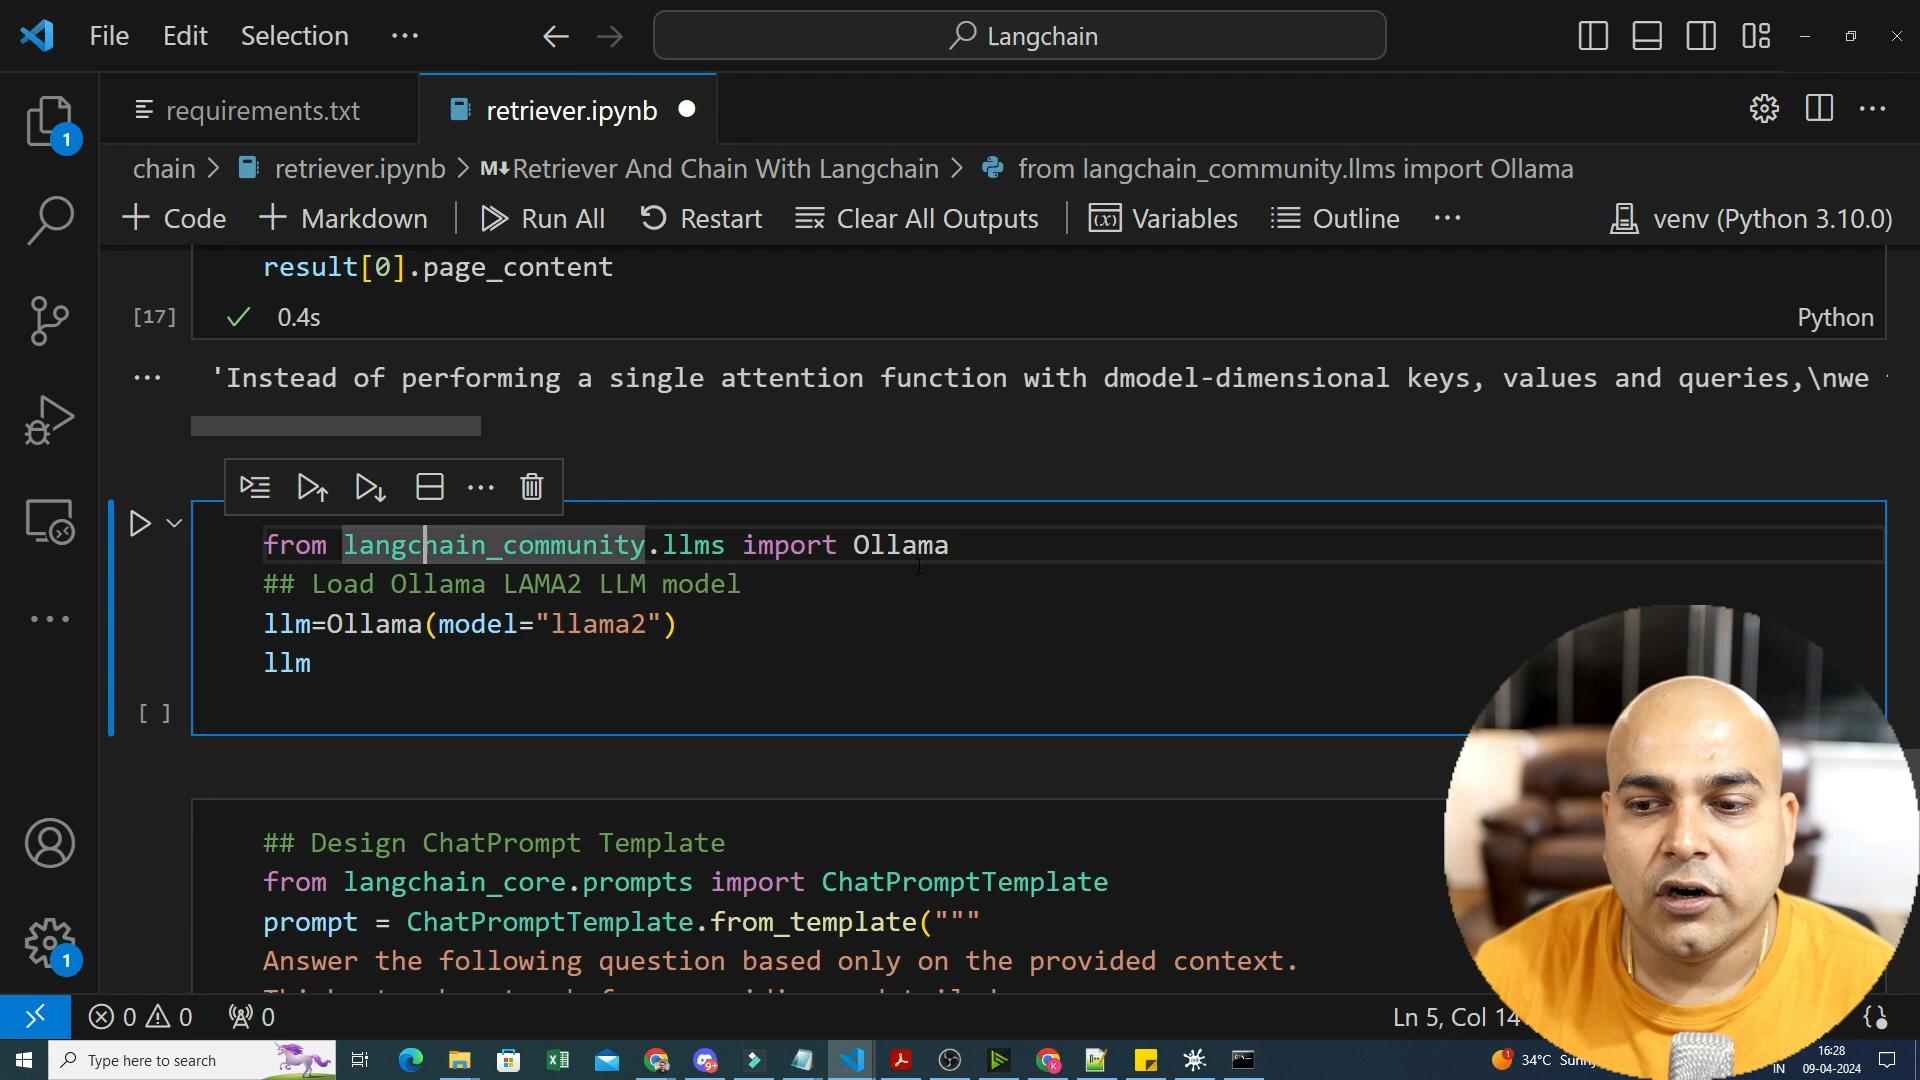 File Edit Selection ... Langchain
requirements.txt retriever.ipynb
chain > retriever.ipynb > M↓Retriever And Chain With Langchain > from langchain_community.llms import Ollama
+ Code + Markdown | Run All Restart Clear All Outputs | Variables Outline ... venv (Python 3.10.0)
result[0].page_content
[17] ✓ 0.4s Python
... 'Instead of performing a single attention function with dmodel-dimensional keys, values and queries,\nwe
from langchain_community.llms import Ollama
## Load Ollama LAMA2 LLM model
llm=Ollama(model="llama2")
llm
[ ]
## Design ChatPrompt Template
from langchain_core.prompts import ChatPromptTemplate
prompt = ChatPromptTemplate.from_template("""
Answer the following question based only on the provided context.
1
1
0 0 0 Ln 5, Col 14
Type here to search 9+ 1 34°C IN 16:28
09-04-2024